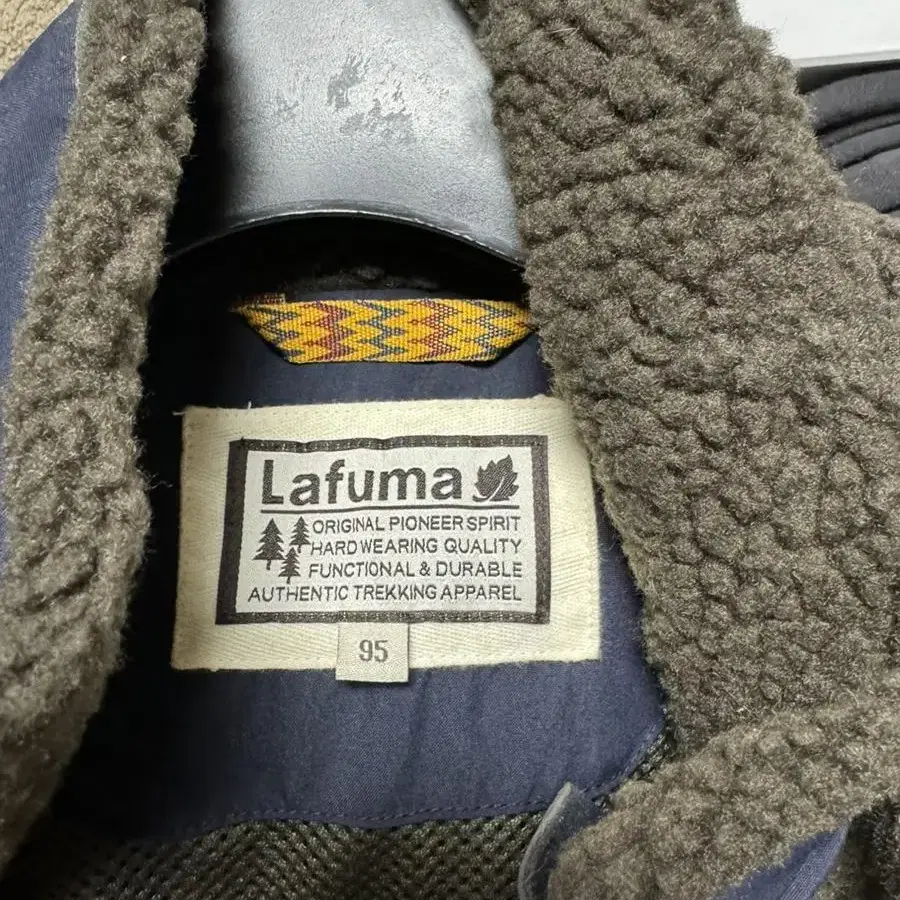 Lafuma
ORIGINAL PIONEER SPIRIT
HARD WEARING QUALITY
FUNCTIONAL & DURABLE
AUTHENTIC TREKKING APPAREL
95